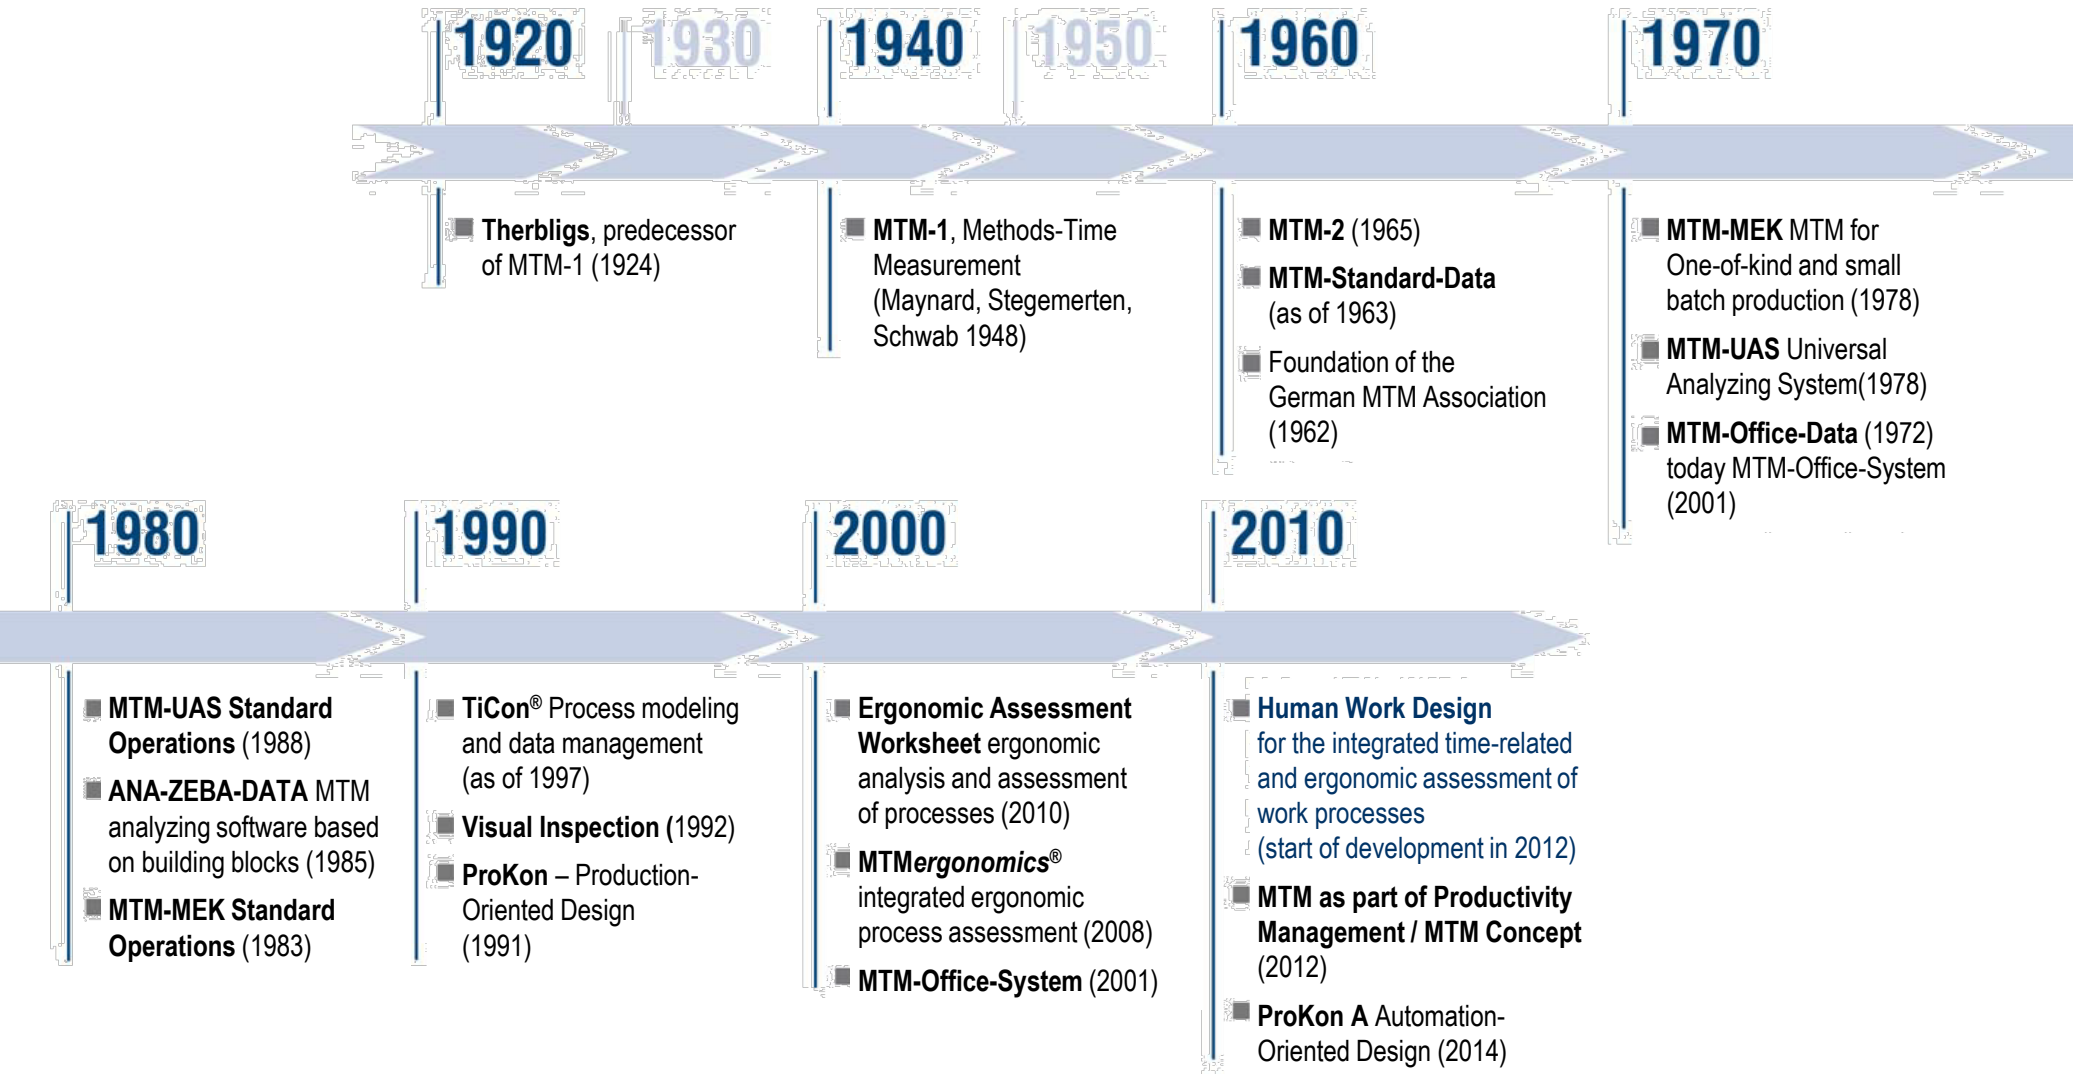 1920
1930
1940
1950
1960
1970
Therbligs, predecessor
of MTM-1 (1924)
MTM-1, Methods-Time
Measurement
(Maynard, Stegemerten,
Schwab 1948)
MTM-2 (1965)
MTM-Standard-Data
(as of 1963)
Foundation of the
German MTM Association
(1962)
MTM-MEK MTM for
One-of-kind and small
batch production (1978)
MTM-UAS Universal
Analyzing System(1978)
MTM-Office-Data (1972)
today MTM-Office-System
(2001)
1980
1990
2000
2010
MTM-UAS Standard
Operations (1988)
ANA-ZEBA-DATA MTM
analyzing software based
on building blocks (1985)
MTM-MEK Standard
Operations (1983)
TiCon® Process modeling
and data management
(as of 1997)
Visual Inspection (1992)
ProKon – Production-
Oriented Design
(1991)
Ergonomic Assessment
Worksheet ergonomic
analysis and assessment
of processes (2010)
MTMergonomics®
integrated ergonomic
process assessment (2008)
MTM-Office-System (2001)
Human Work Design
for the integrated time-related
and ergonomic assessment of
work processes
(start of development in 2012)
MTM as part of Productivity
Management / MTM Concept
(2012)
ProKon A Automation-
Oriented Design (2014)